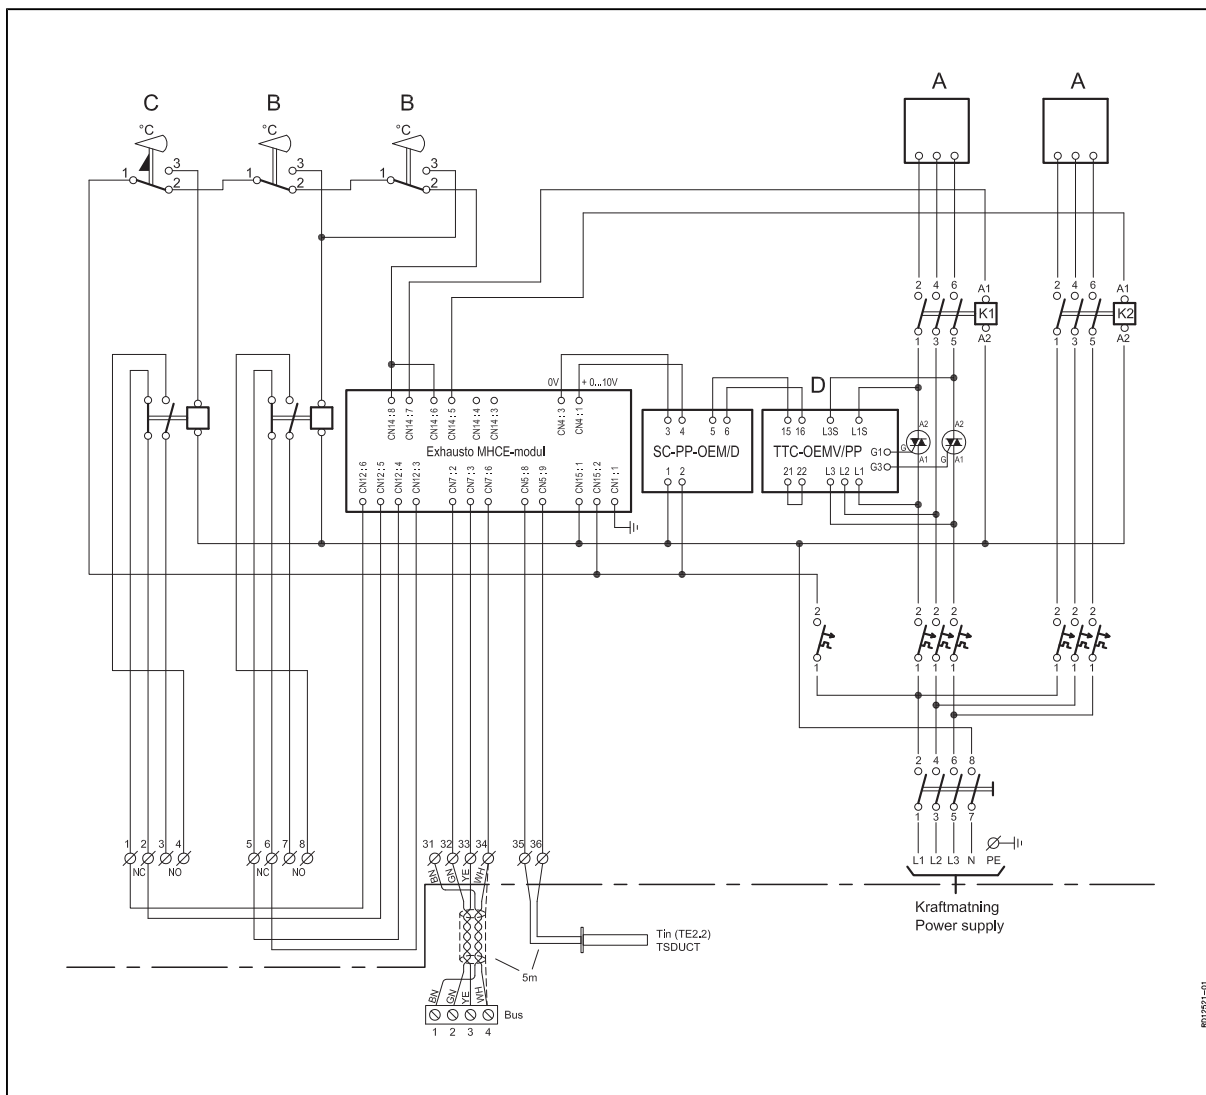 A A
C B B
°C °C °C
1 3 2 1 3 2 1 3 2
2 4 6 A1 2 4 6 A1
K1 K2
1 3 5 A2 1 3 5 A2
0V + 0...10V
D
CN14:8 CN14:7 CN14:6 CN14:5 CN14:4 CN14:3 CN4:3 CN4:1
3 4 5 6 15 16 L3S L1S
A2 A2
Exhausto MHCE-modul SC-PP-OEM/D TTC-OEMV/PP
G1 G G A1 A1
G3
CN12:6 CN12:5 CN12:4 CN12:3 CN7:2 CN7:3 CN7:6 CN5:8 CN5:9 CN15:1 CN15:2 CN1:1
1 2 21 22 L3 L2 L1
2 2 2 2 2 2 2
1 1 1 1 1 1 1
2 4 6 8
1 3 5 7
1 2 3 4 5 6 7 8 31 32 33 34 35 36
NC NO NC NO
L1 L2 L3 N PE
BN GN YE WH
Kraftmatning
Power supply
Tin (TE2.2)
TSDUCT
5m
BN GN YE WH
Bus
1 2 3 4
8012521-01